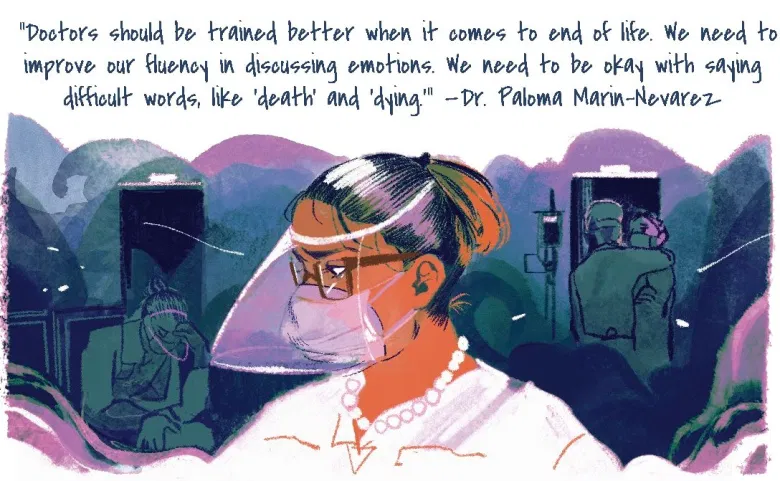 "Doctors should be trained better when it comes to end of life. We need to
improve our fluency in discussing emotions. We need to be okay with saying
difficult words, like 'death' and 'dying.'" -Dr. Paloma Marin-Nevarez